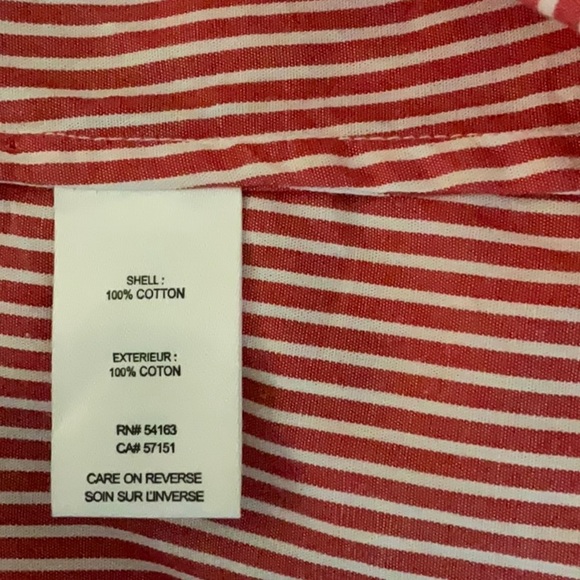 SHELL :
100% COTTON
EXTERIEUR :
100% COTON
RN# 54163
CA# 57151
CARE ON REVERSE
SOIN SUR L'INVERSE